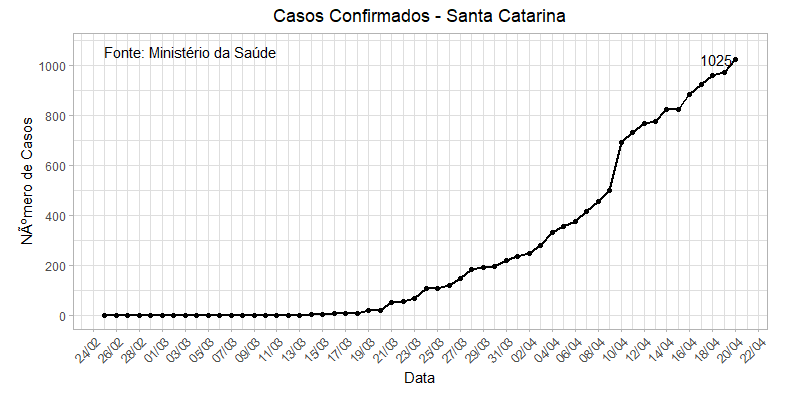 Casos Confirmados - Santa Catarina
Fonte: Ministério da Saúde
1025
1000
800
600
400
200
0
NÃºmero de Casos
24/02 26/02 28/02 01/03 03/03 05/03 07/03 09/03 11/03 13/03 15/03 17/03 19/03 21/03 23/03 25/03 27/03 29/03 31/03 02/04 04/04 06/04 08/04 10/04 12/04 14/04 16/04 18/04 20/04 22/04
Data